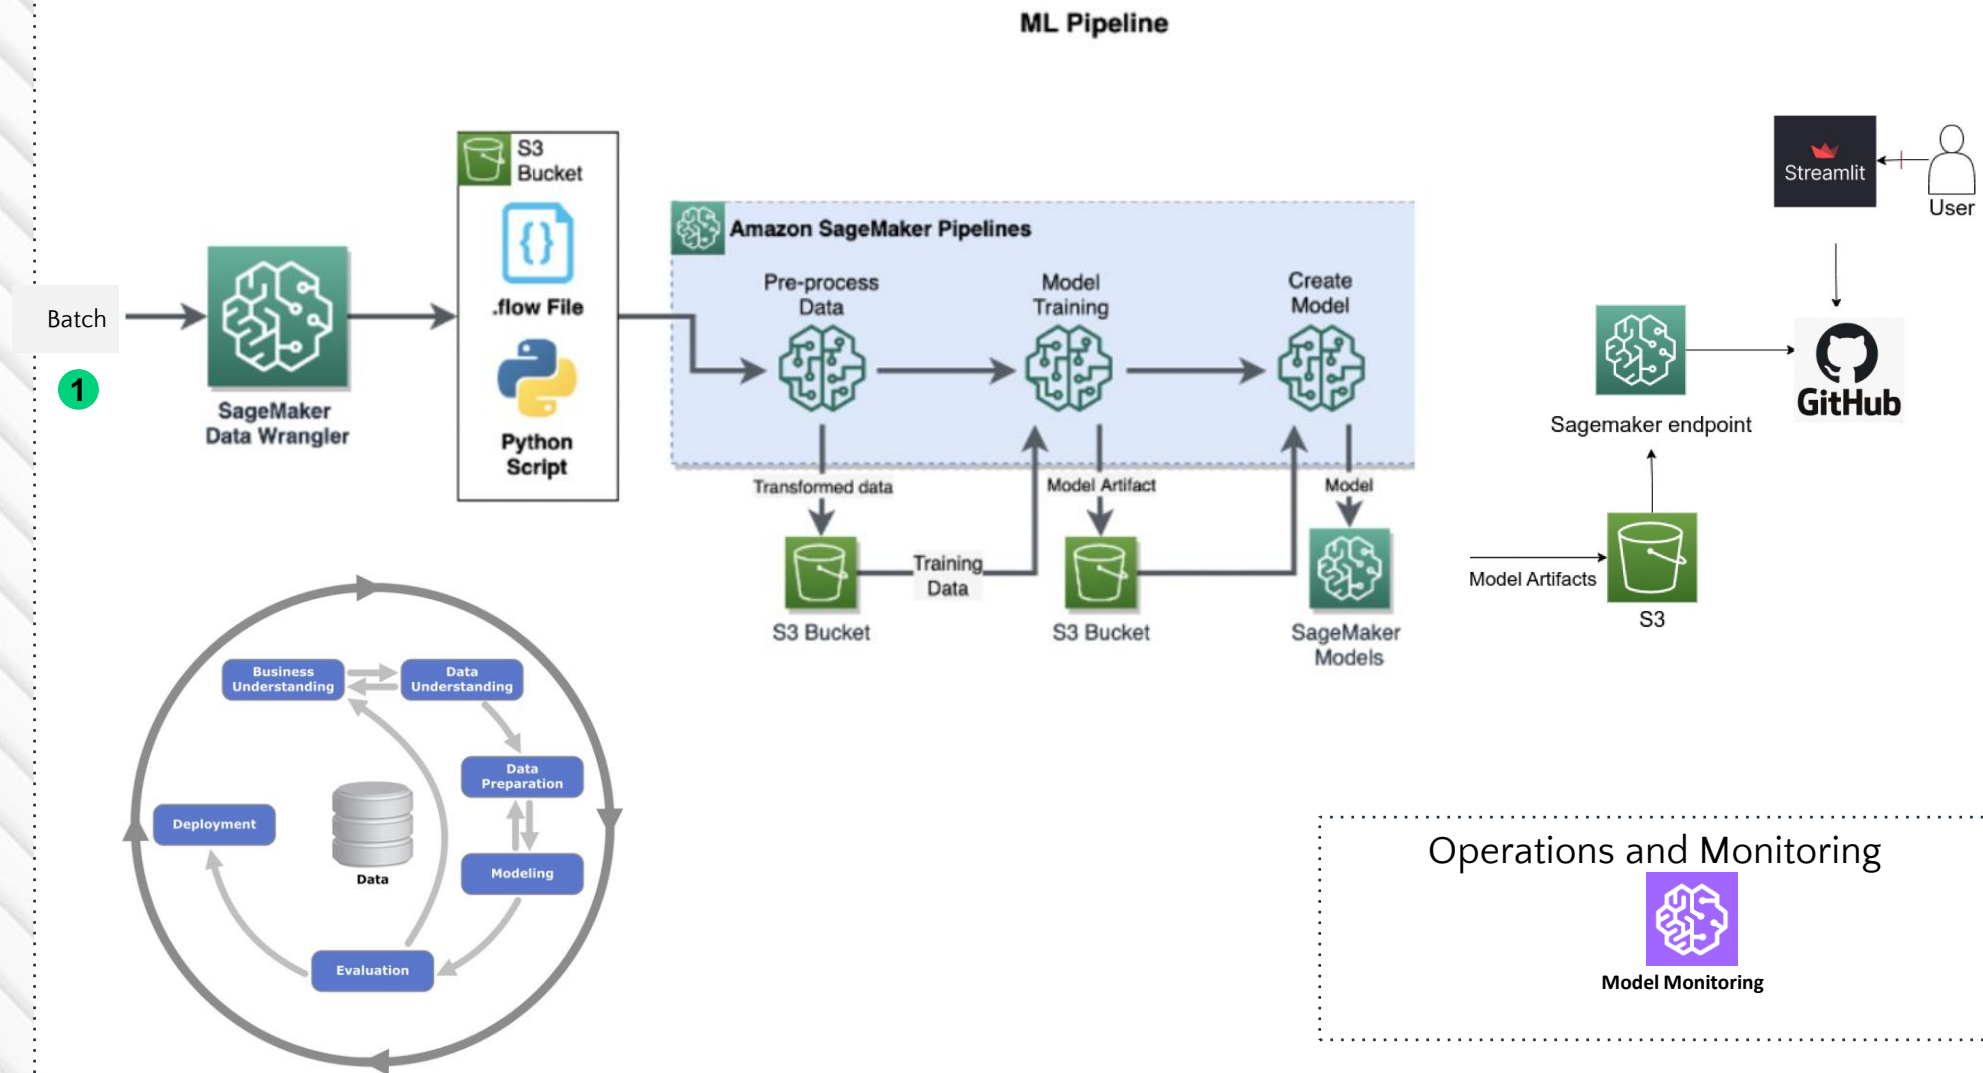 ML Pipeline
Batch
1
SageMaker
Data Wrangler
S3
Bucket
.flow File
Python
Script
Amazon SageMaker Pipelines
Pre-process
Data
Model
Training
Create
Model
Transformed data
Model Artifact
Model
Training
Data
S3 Bucket
S3 Bucket
SageMaker
Models
Streamlit
User
GitHub
Sagemaker endpoint
Model Artifacts
S3
Business
Understanding
Data
Understanding
Data
Preparation
Modeling
Evaluation
Deployment
Data
Operations and Monitoring
Model Monitoring